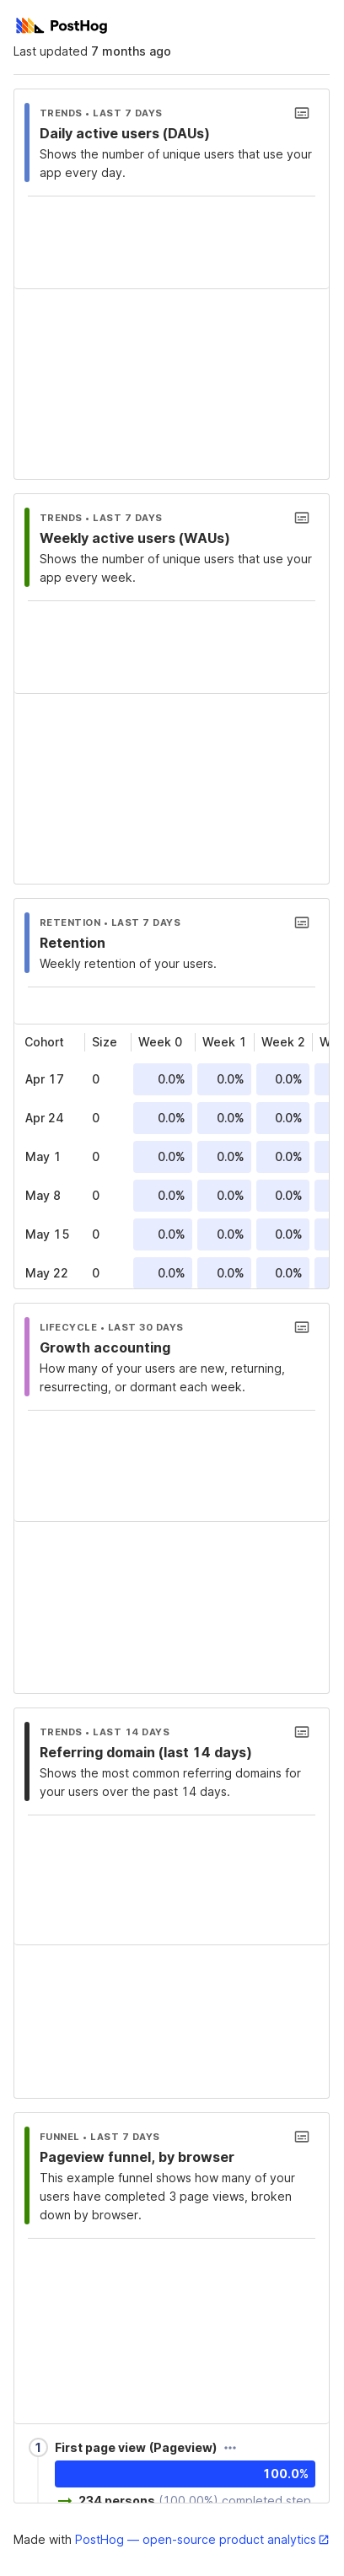 PostHog
Last updated 7 months ago
TRENDS • LAST 7 DAYS
Daily active users (DAUs)
Shows the number of unique users that use your
app every day.
TRENDS • LAST 7 DAYS
Weekly active users (WAUs)
Shows the number of unique users that use your
app every week.
RETENTION • LAST 7 DAYS
Retention
Weekly retention of your users.
Cohort Size Week 0 Week 1 Week 2 W
Apr 17 0 0.0% 0.0% 0.0%
Apr 24 0 0.0% 0.0% 0.0%
May 1 0 0.0% 0.0% 0.0%
May 8 0 0.0% 0.0% 0.0%
May 15 0 0.0% 0.0% 0.0%
May 22 0 0.0% 0.0% 0.0%
LIFECYCLE • LAST 30 DAYS
Growth accounting
How many of your users are new, returning,
resurrecting, or dormant each week.
TRENDS • LAST 14 DAYS
Referring domain (last 14 days)
Shows the most common referring domains for
your users over the past 14 days.
FUNNEL • LAST 7 DAYS
Pageview funnel, by browser
This example funnel shows how many of your
users have completed 3 page views, broken
down by browser.
1 First page view (Pageview)
100.0%
234 persons (100.00%) completed step
Made with PostHog — open-source product analytics